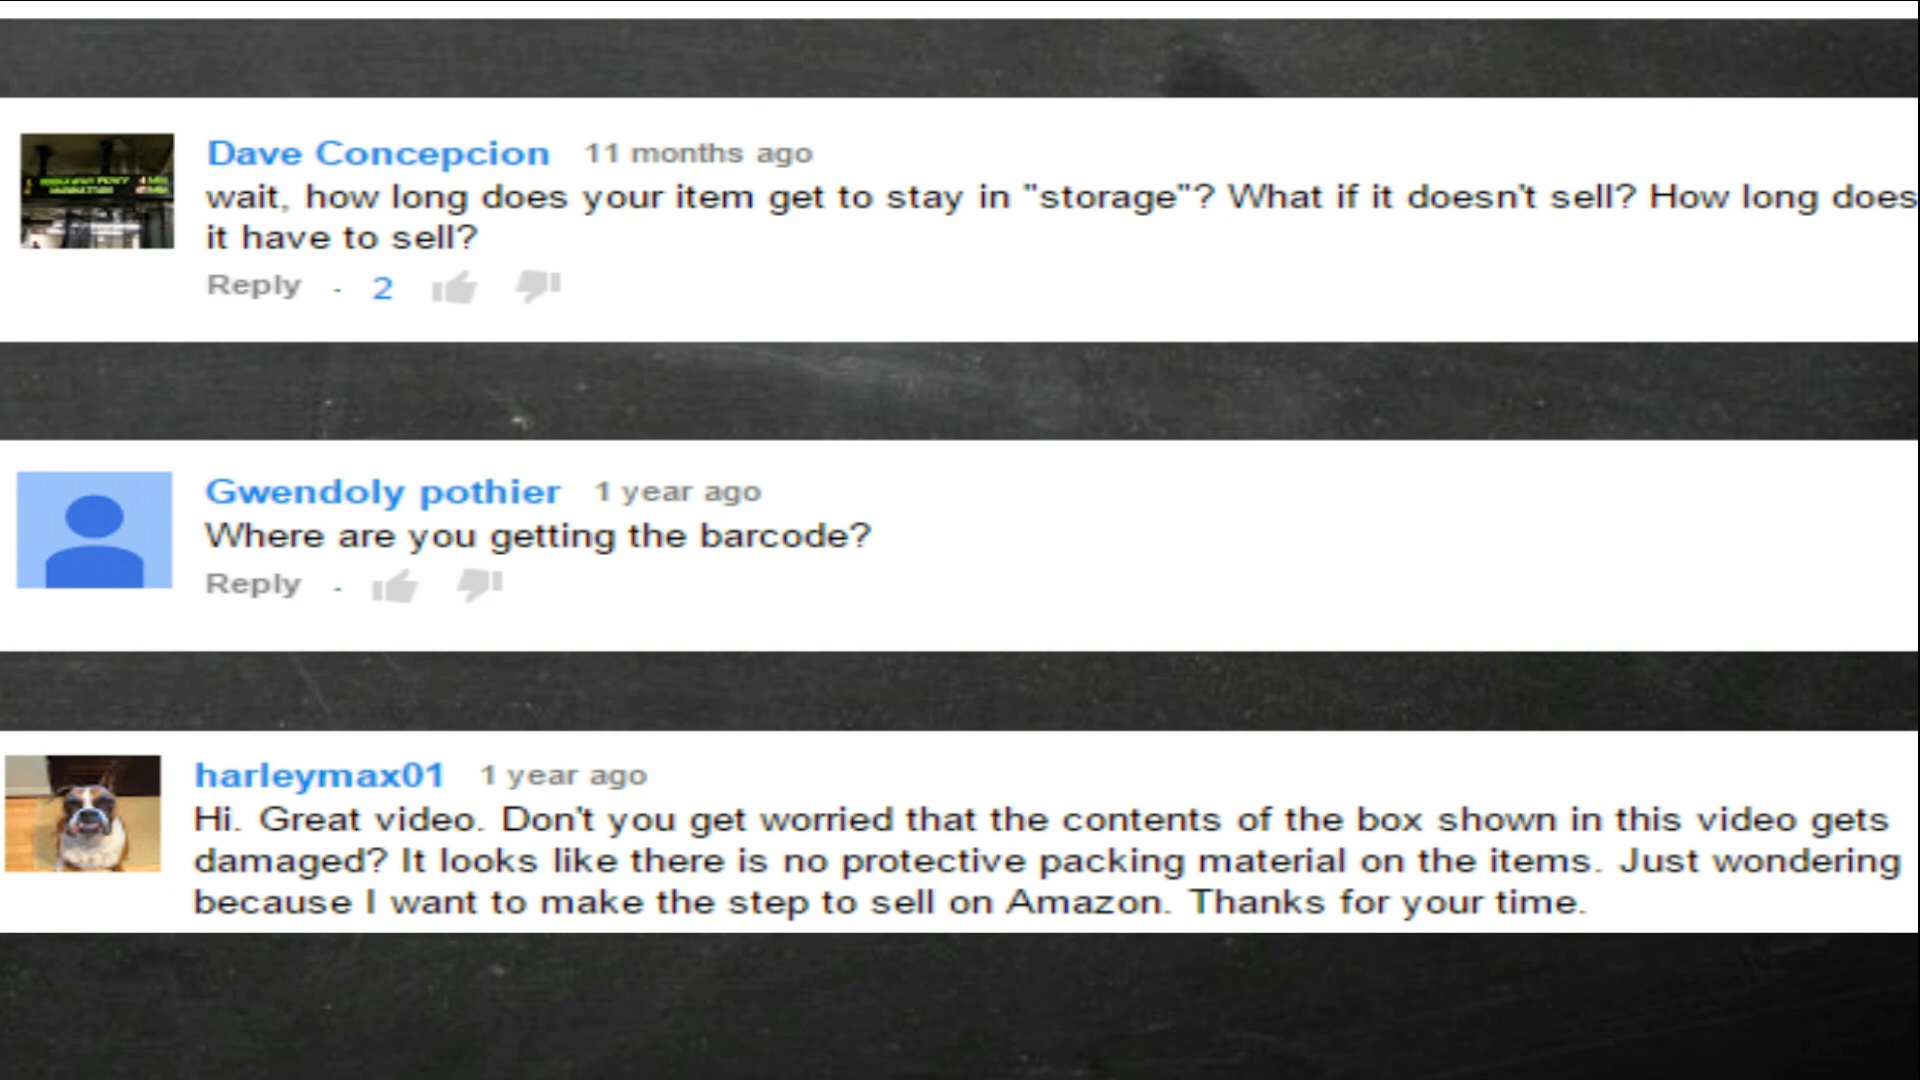 Dave Concepcion 11 months ago
wait, how long does your item get to stay in "storage"? What if it doesn't sell? How long does
it have to sell?
Reply · 2
Gwendoly pothier 1 year ago
Where are you getting the barcode?
Reply ·
harleymax01 1 year ago
Hi. Great video. Don't you get worried that the contents of the box shown in this video gets
damaged? It looks like there is no protective packing material on the items. Just wondering
because I want to make the step to sell on Amazon. Thanks for your time.